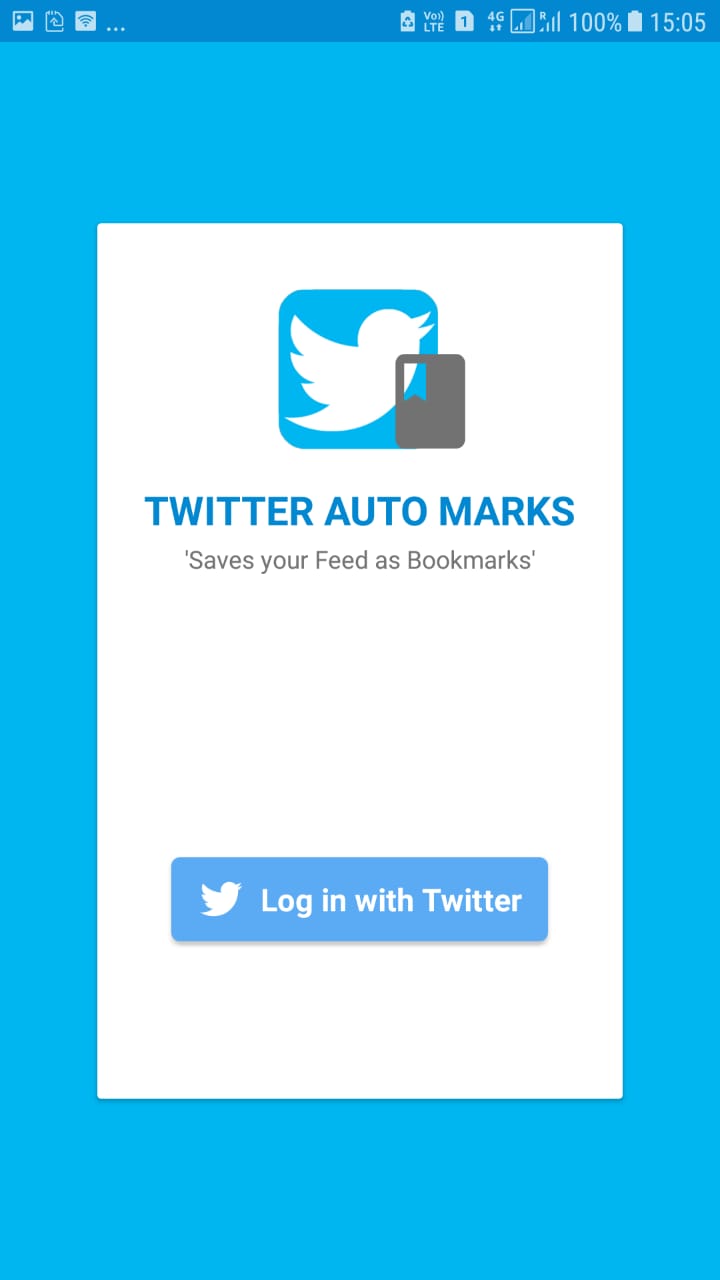 ... Vo)) LTE 1 4G R 100% 15:05
TWITTER AUTO MARKS
'Saves your Feed as Bookmarks'
Log in with Twitter